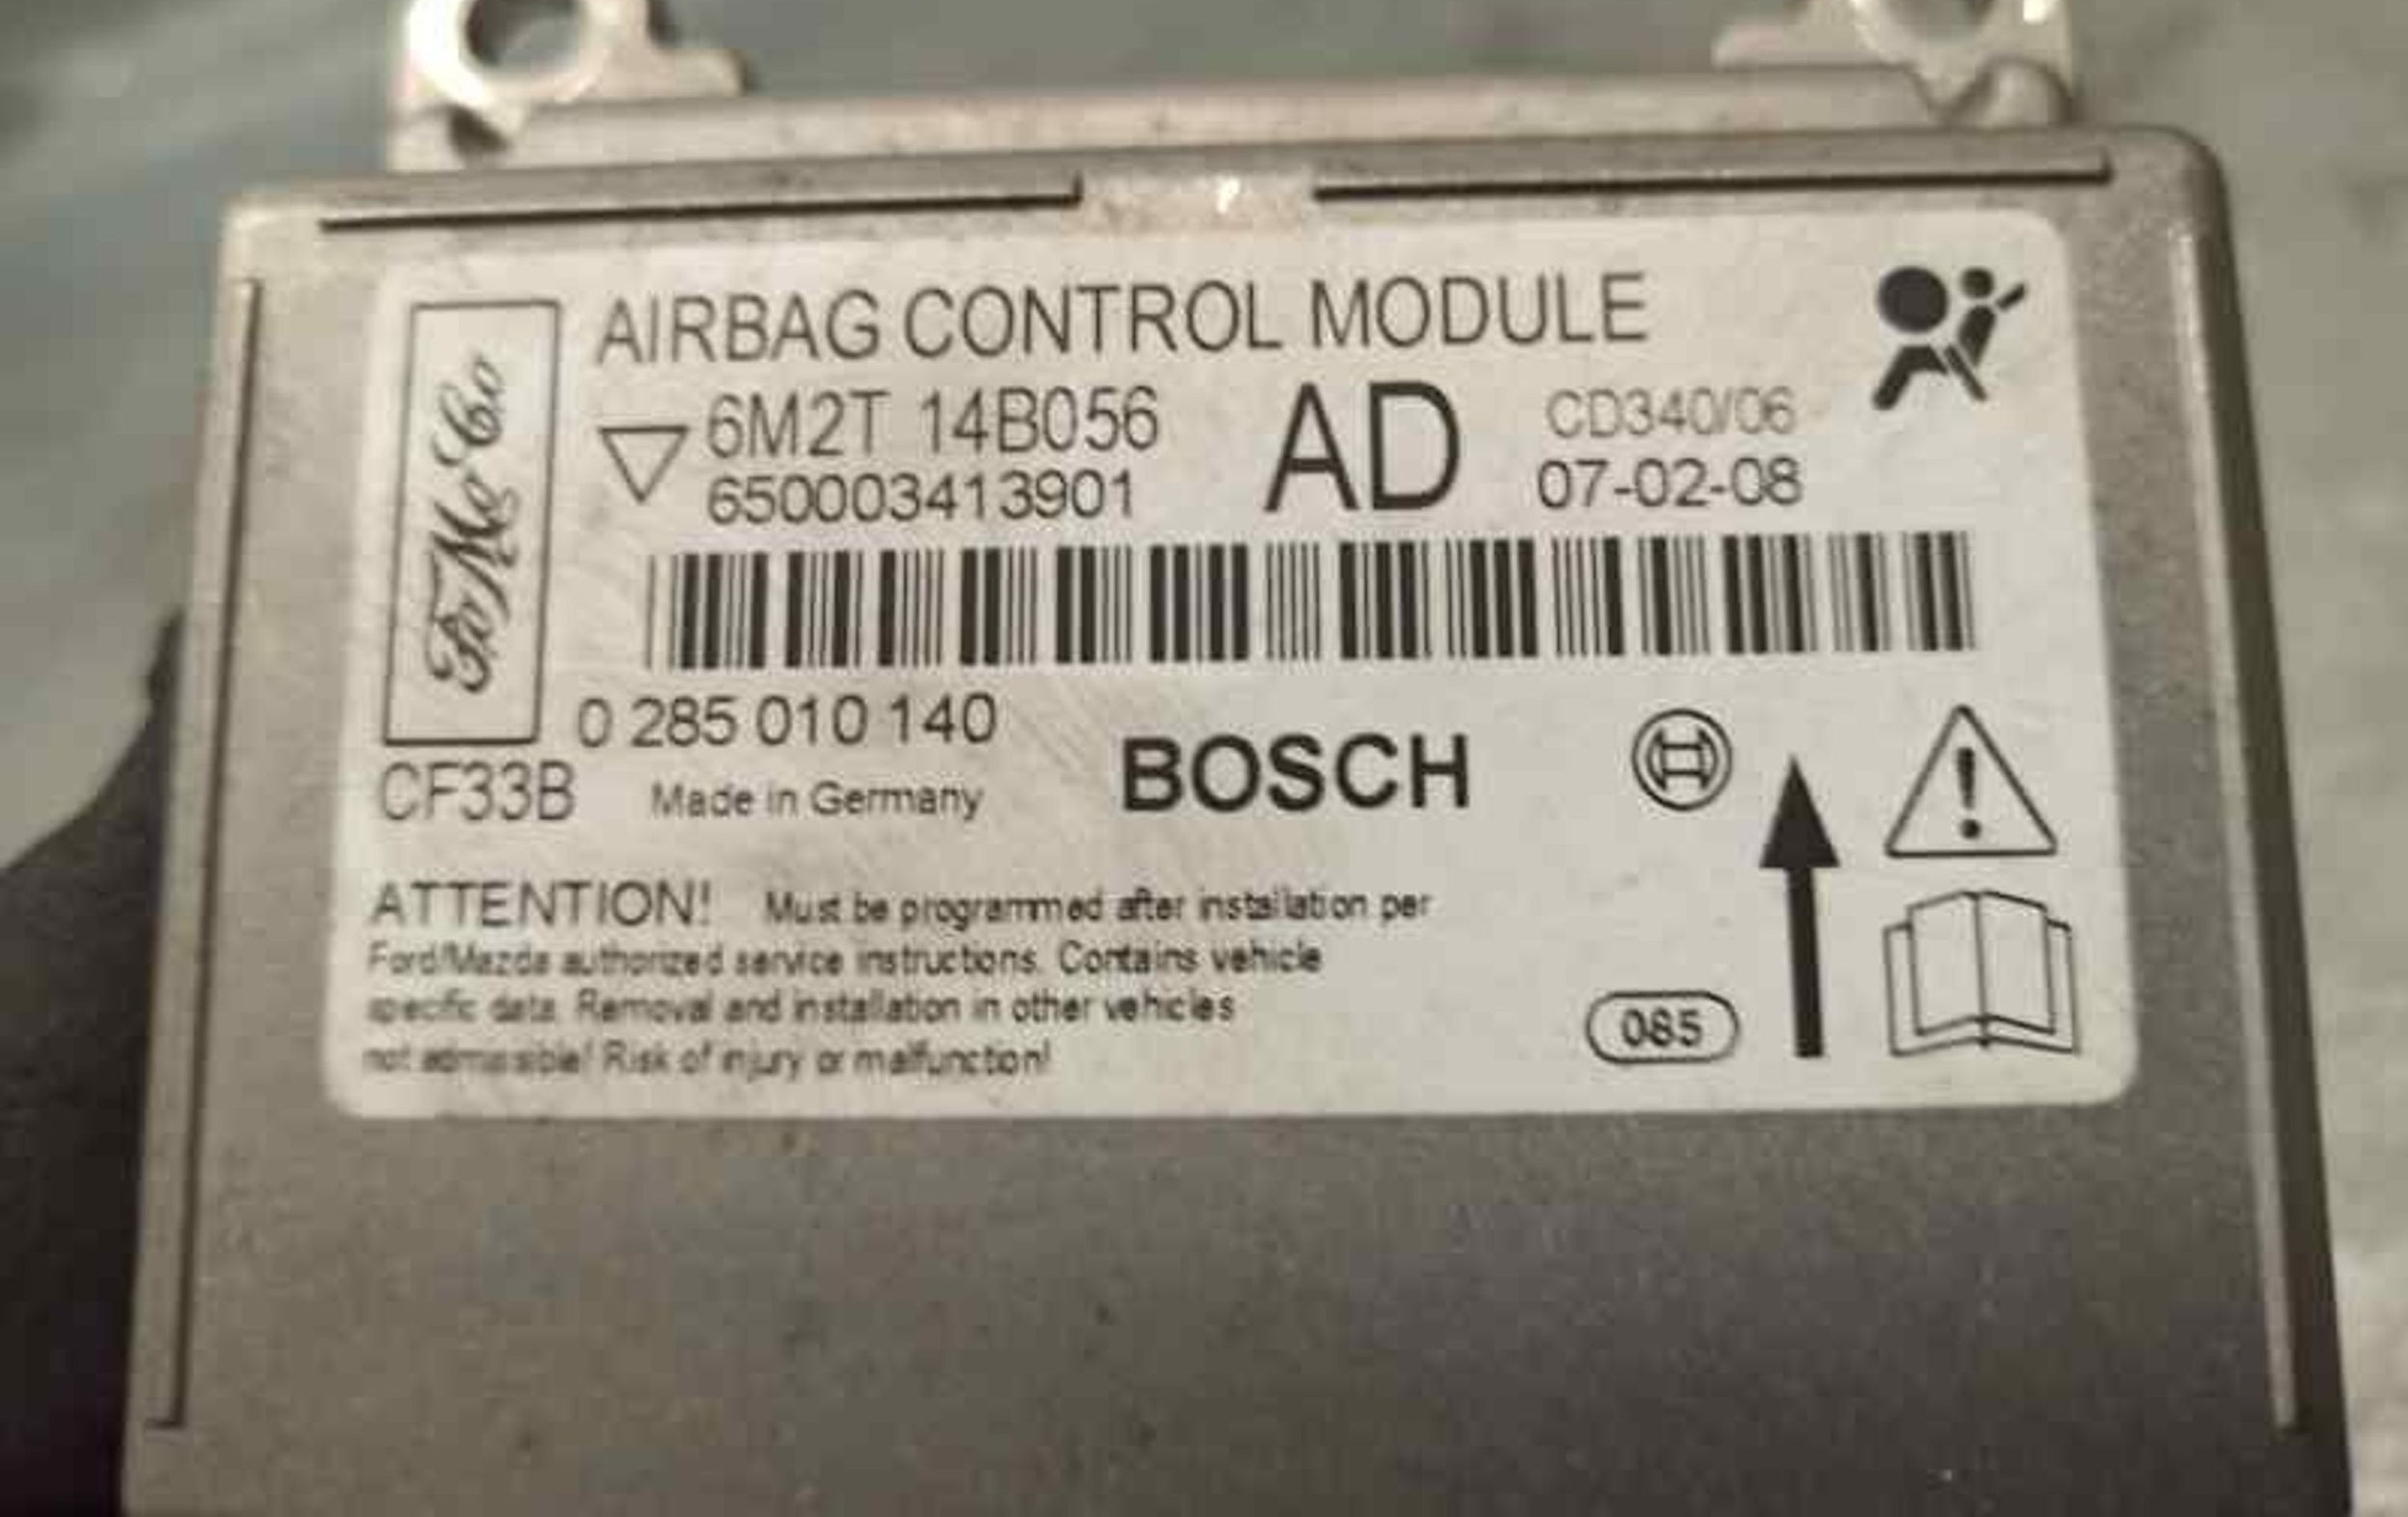 AIRBAG CONTROL MODULE
6M2T 14B056 AD CD340/06
650003413901 07-02-08
FoMoCo
0 285 010 140
CF33B Made in Germany BOSCH
ATTENTION! Must be programmed after installation per
Ford/Mazda authorized service instructions. Contains vehicle
specific data. Removal and installation in other vehicles
not admissible! Risk of injury or malfunction!
085